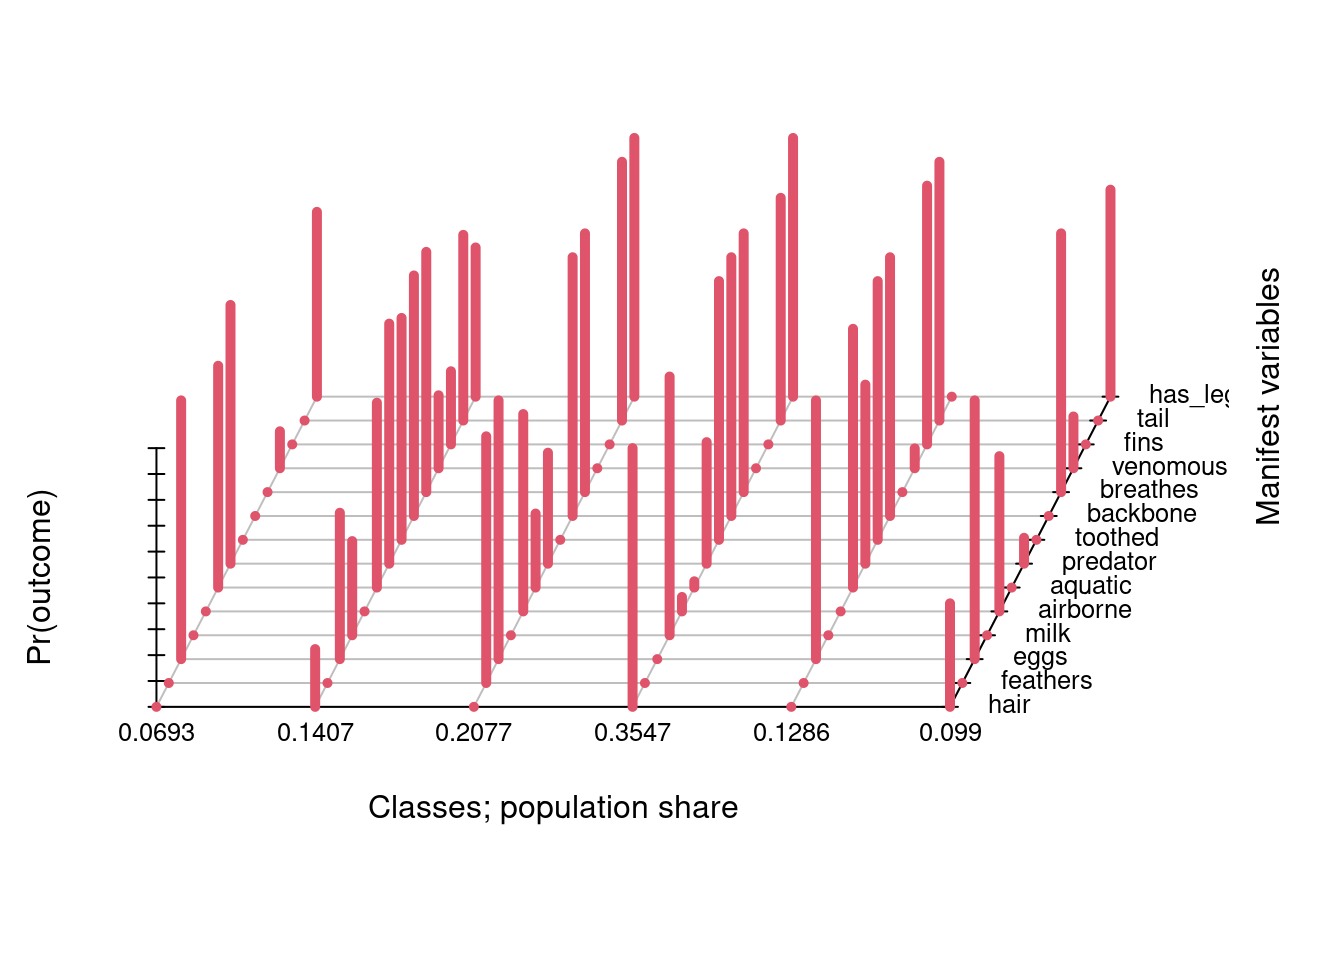 Pr(outcome)
0.0693 0.1407 0.2077 0.3547 0.1286 0.099
Classes; population share
has_leg
tail
fins
venomous
breathes
backbone
toothed
predator
aquatic
airborne
milk
eggs
feathers
hair
Manifest variables